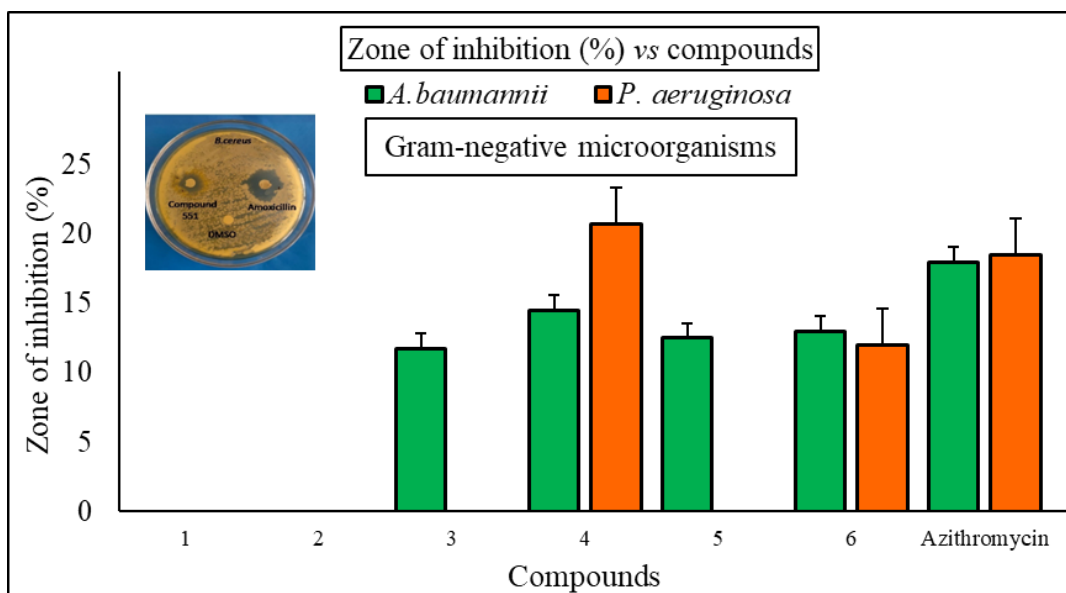 Zone of inhibition (%) vs compounds
A.baumannii P. aeruginosa
Gram-negative microorganisms
B.cereus
Compound
551
Amoxicillin
DMSO
Zone of inhibition (%)
25
20
15
10
5
0
1 2 3 4 5 6 Azithromycin
Compounds